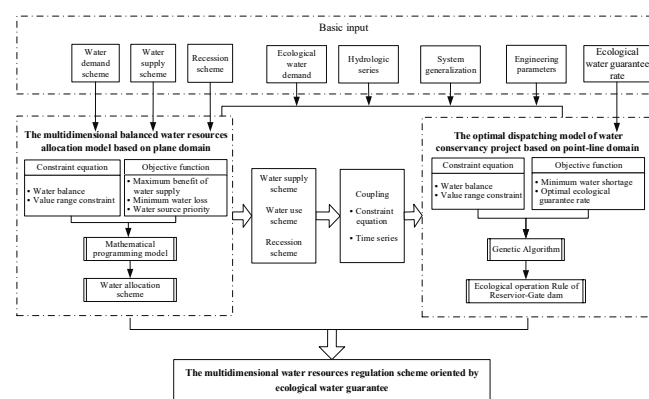 Basic input
Water
demand scheme
Water
supply scheme
Recession
scheme
Ecological
water
demand
Hydrologic
series
System
generalization
Engineering
parameters
Ecological
water guarantee
rate
The multidimensional balanced water resources
allocation model based on plane domain
Constraint equation
• Water balance
• Value range constraint
Objective function
• Maximum benefit of
water supply
• Minimum water loss
• Water source priority
Mathematical
programming model
Water allocation
scheme
Water supply
scheme
Water use
scheme
Recession
scheme
Coupling
• Constraint
equation
• Time series
The optimal dispatching model of water
conservancy project based on point-line domain
Constraint equation
• Water balance
• Value range constraint
Objective function
• Minimum water shortage
• Optimal ecological
guarantee rate
Genetic Algorithm
Ecological operation Rule of
Reservior-Gate dam
The multidimensional water resources regulation scheme oriented by
ecological water guarantee